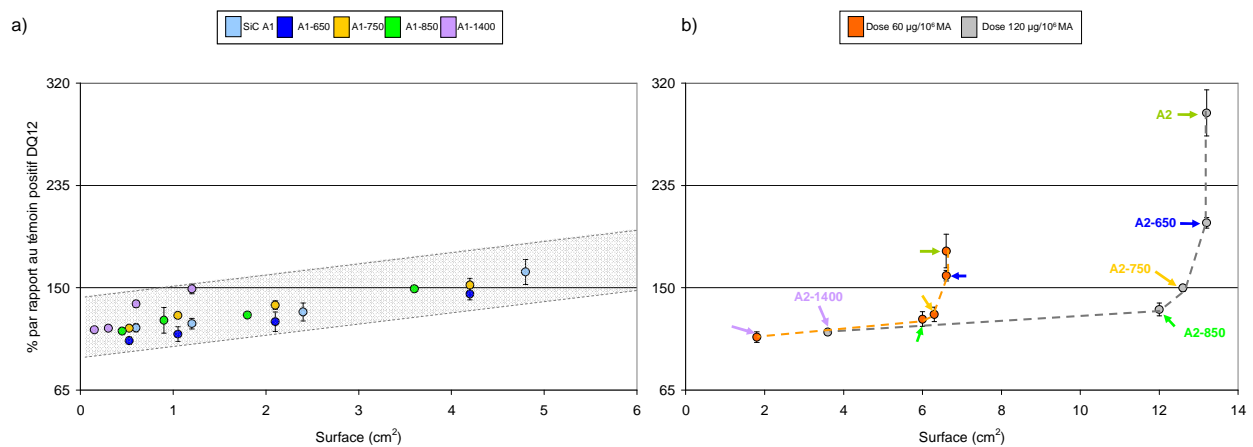 a)
SiC A1 A1-650 A1-750 A1-850 A1-1400
% par rapport au témoin positif DQ12
320
235
150
65
0 1 2 3 4 5 6
Surface (cm²)
b)
Dose 60 µg/10⁶ MA Dose 120 µg/10⁶ MA
320
235
150
65
A2
A2-650
A2-750
A2-1400
A2-850
0 2 4 6 8 10 12 14
Surface (cm²)